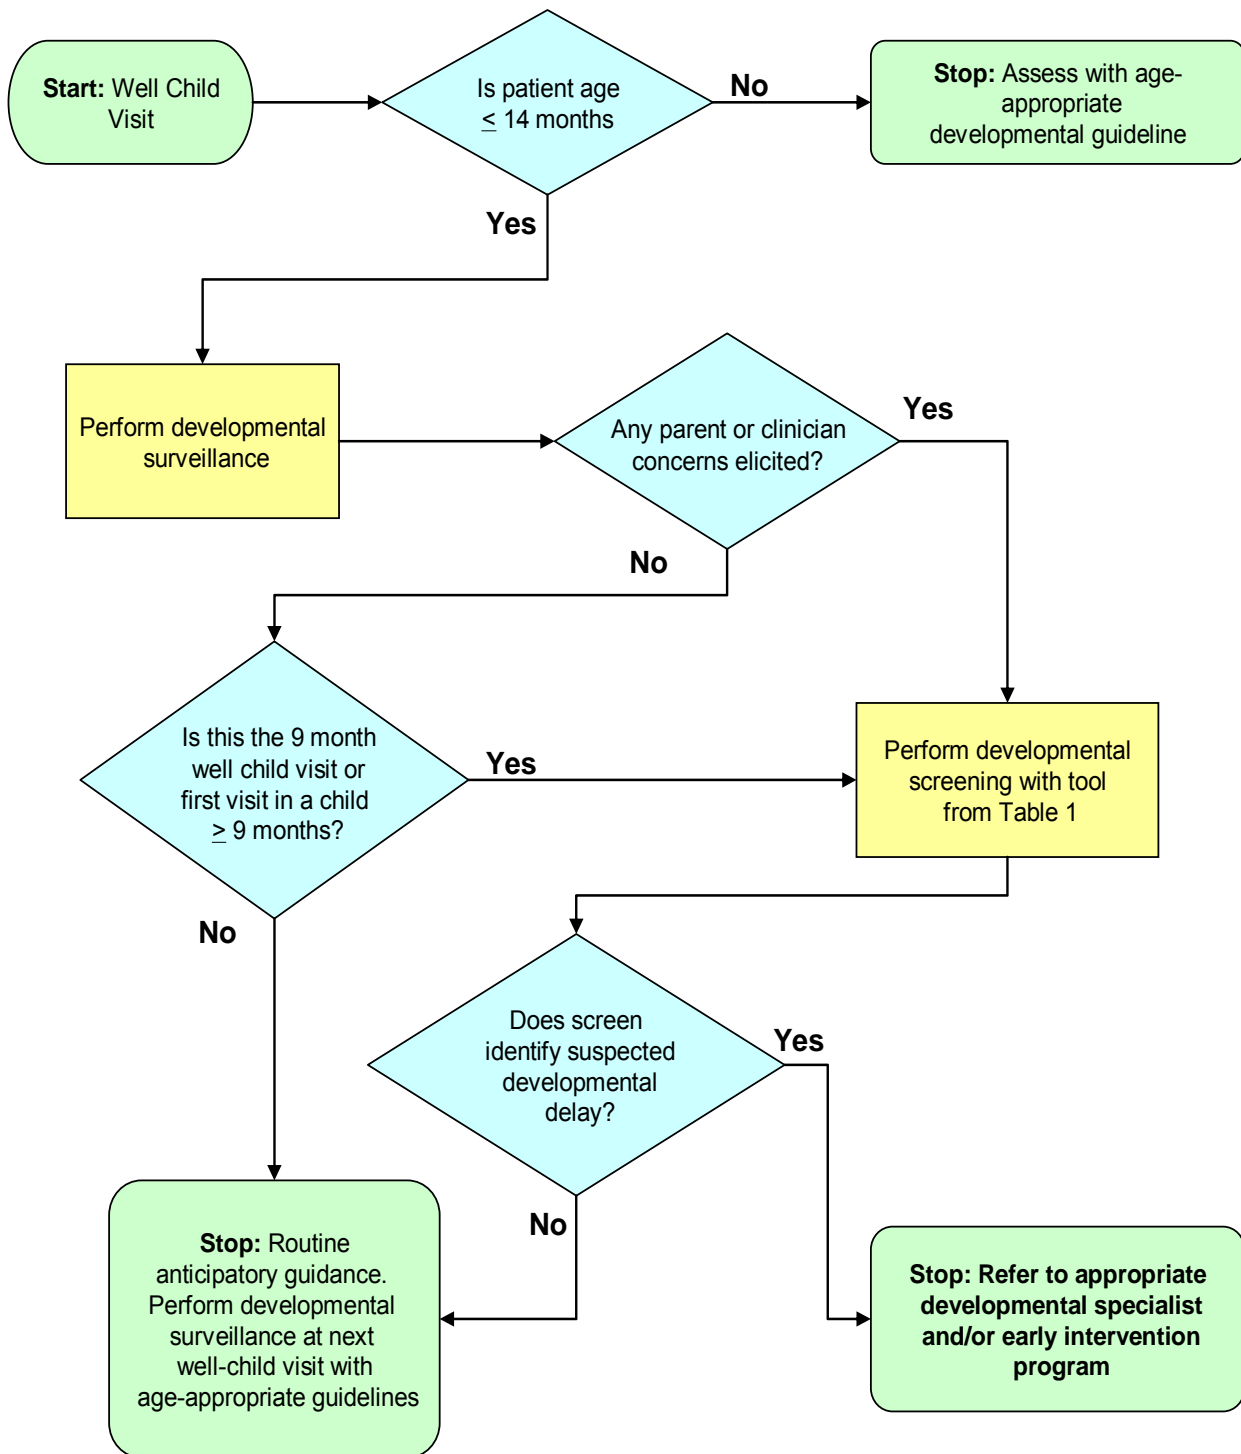 Start: Well Child
Visit
Is patient age
≤ 14 months
No
Stop: Assess with age-
appropriate
developmental guideline
Yes
Perform developmental
surveillance
Any parent or clinician
concerns elicited?
Yes
No
Is this the 9 month
well child visit or
first visit in a child
≥ 9 months?
Yes
Perform developmental
screening with tool
from Table 1
No
Does screen
identify suspected
developmental
delay?
Yes
No
Stop: Routine
anticipatory guidance.
Perform developmental
surveillance at next
well-child visit with
age-appropriate guidelines
Stop: Refer to appropriate
developmental specialist
and/or early intervention
program